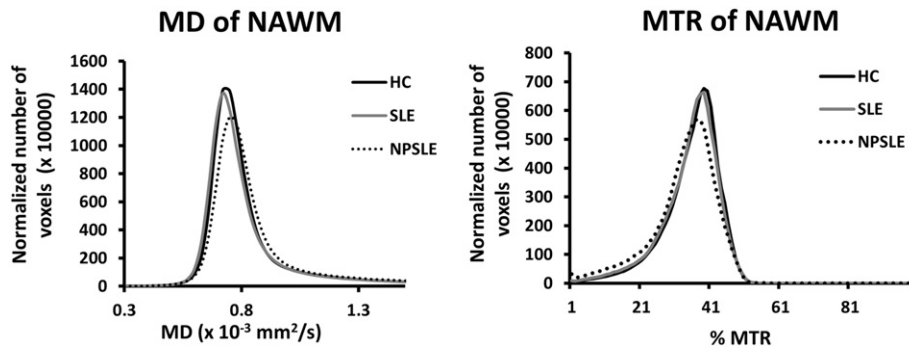 MD of NAWM
Normalized number of
voxels (x 10000)
1600
1400
1200
1000
800
600
400
200
0
HC
SLE
NPSLE
0.3
0.8
1.3
MD (x 10⁻³ mm²/s)
MTR of NAWM
Normalized number of
voxels (x 10000)
800
700
600
500
400
300
200
100
0
HC
SLE
NPSLE
1
21
41
61
81
% MTR